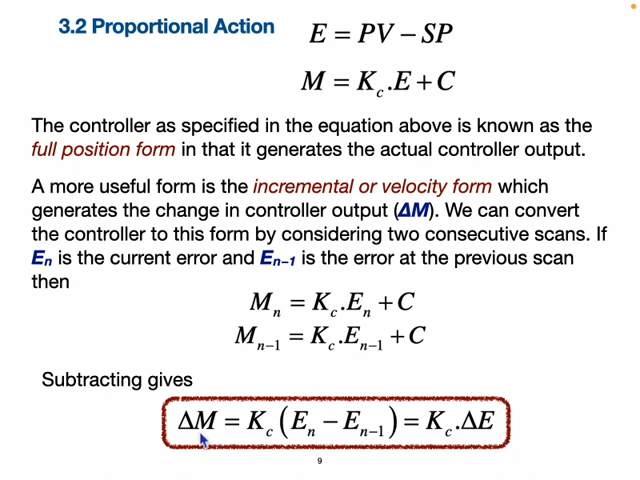 3.2 Proportional Action
E = PV − SP
M = K_c.E + C
The controller as specified in the equation above is known as the
full position form in that it generates the actual controller output.
A more useful form is the incremental or velocity form which
generates the change in controller output (ΔM). We can convert
the controller to this form by considering two consecutive scans. If
E_n is the current error and E_{n−1} is the error at the previous scan
then
M_n = K_c.E_n + C
M_{n−1} = K_c.E_{n−1} + C
Subtracting gives
ΔM = K_c (E_n − E_{n−1}) = K_c.ΔE
9